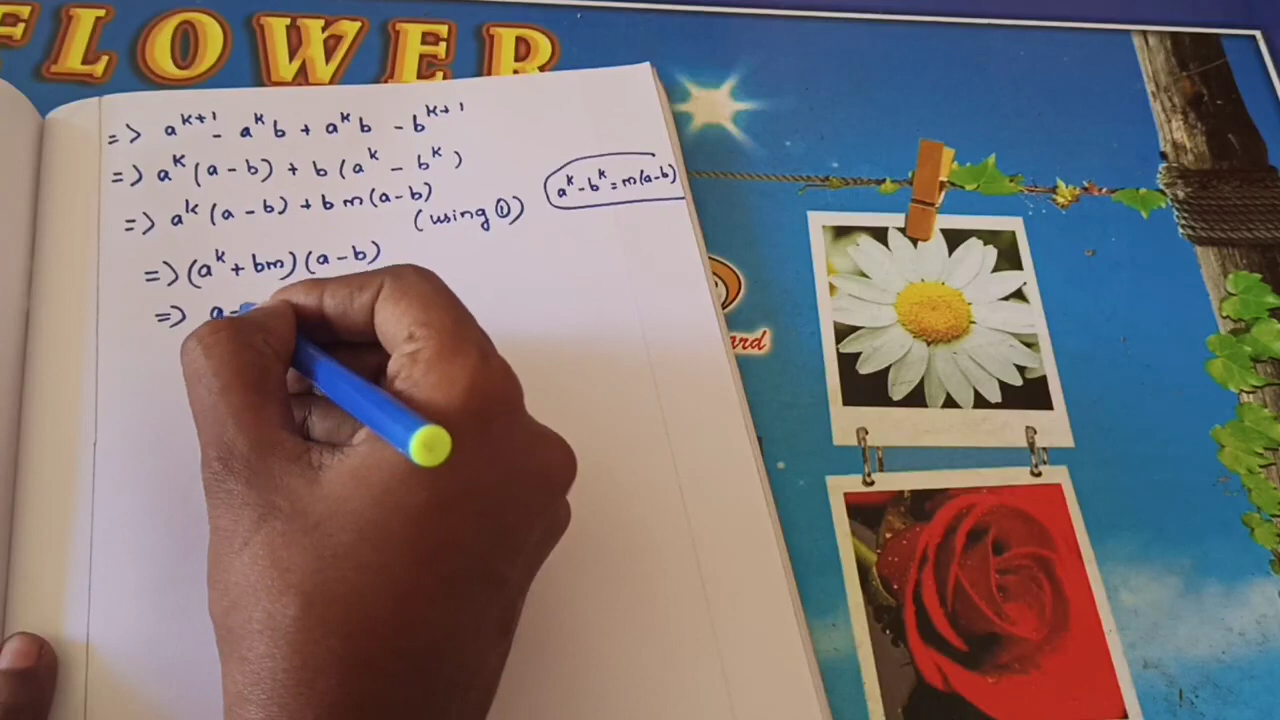 FLOWER
=> a^{k+1} - a^k b + a^k b - b^{k+1}
=> a^k (a - b) + b (a^k - b^k)
a^k - b^k = m(a-b)
=> a^k (a - b) + b m (a - b)
(using ①)
=> (a^k + bm) (a - b)
=> a -